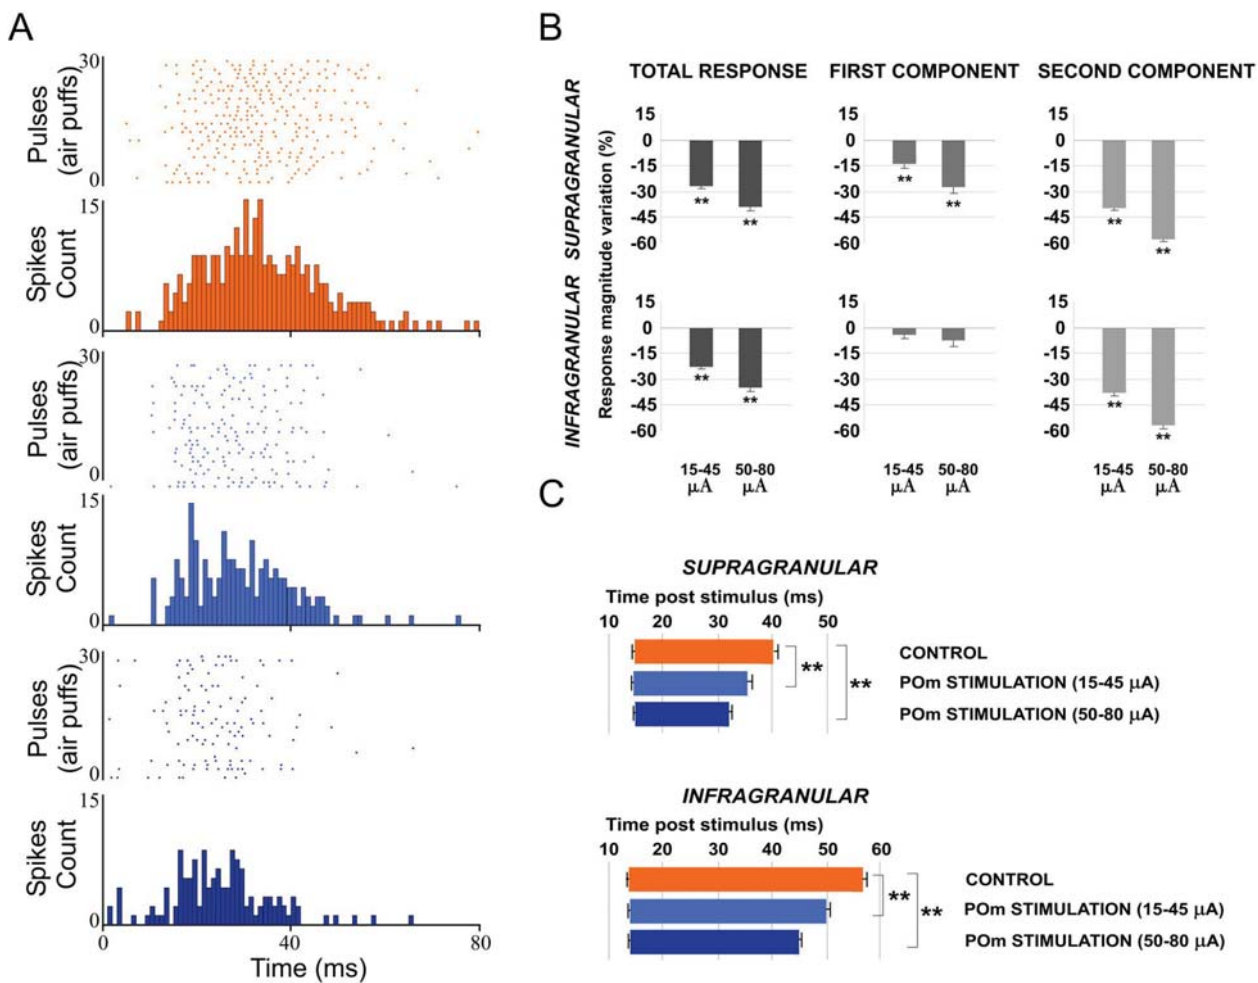 A
Pulses
(air puffs)
30
0
Spikes
Count
15
0
Pulses
(air puffs)
30
0
Spikes
Count
15
0
Pulses
(air puffs)
30
0
Spikes
Count
15
0
0 40 80
Time (ms)
B
TOTAL RESPONSE FIRST COMPONENT SECOND COMPONENT
INFRAGRANULAR SUPRAGRANULAR
Response magnitude variation (%)
15 15 15
0 0 0
-15 -15 -15
-30 -30 -30
-45 -45 -45
-60 -60 -60
** ** ** ** ** **
15 15 15
0 0 0
-15 -15 -15
-30 -30 -30
-45 -45 -45
-60 -60 -60
** ** ** **
15-45 50-80 15-45 50-80 15-45 50-80
µA µA µA µA µA µA
C
SUPRAGRANULAR
Time post stimulus (ms)
10 20 30 40 50
CONTROL
** **
POm STIMULATION (15-45 µA)
POm STIMULATION (50-80 µA)
INFRAGRANULAR
Time post stimulus (ms)
10 20 30 40 50 60
CONTROL
** **
POm STIMULATION (15-45 µA)
POm STIMULATION (50-80 µA)